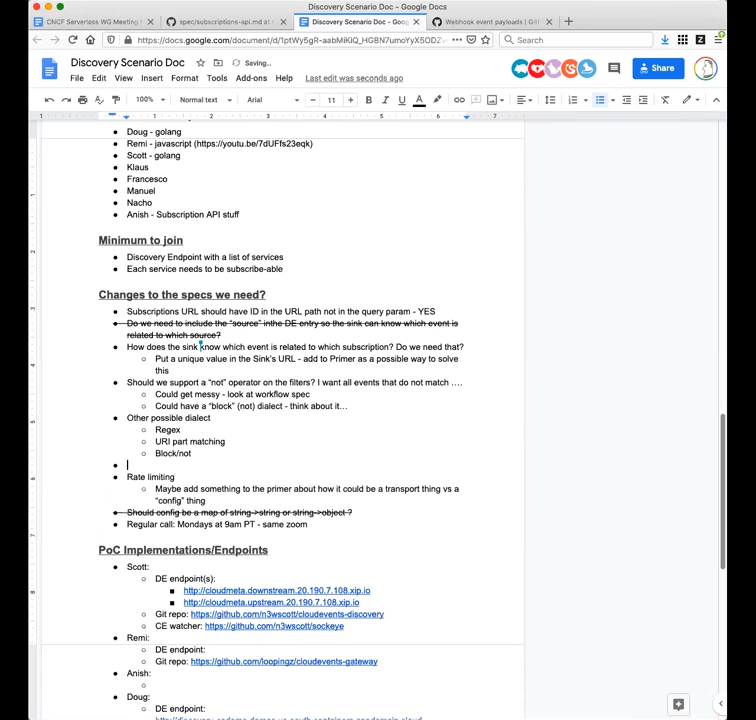 Discovery Scenario Doc - Google Docs
CNCF Serverless WG Meeting
spec/subscriptions-api.md at
Discovery Scenario Doc - Goog
Webhook event payloads | G
https://docs.google.com/document/d/
Search
Discovery Scenario Doc
Saving...
File Edit View Insert Format Tools Add-ons Help Last edit was seconds ago
Share
100% Normal text Arial 11 B I U A
1 1 2 3 4 5 6 7
Doug - golang
Remi - javascript (https://youtu.be/7dUFfs23eqk)
Scott - golang
Klaus
Francesco
Manuel
Nacho
Anish - Subscription API stuff
Minimum to join
Discovery Endpoint with a list of services
Each service needs to be subscribe-able
Changes to the specs we need?
Subscriptions URL should have ID in the URL path not in the query param - YES
Do we need to include the "source" inthe DE entry so the sink can know which event is
related to which source?
How does the sink know which event is related to which subscription? Do we need that?
Put a unique value in the Sink's URL - add to Primer as a possible way to solve
this
Should we support a "not" operator on the filters? I want all events that do not match ….
Could get messy - look at workflow spec
Could have a "block" (not) dialect - think about it…
Other possible dialect
Regex
URI part matching
Block/not
Rate limiting
Maybe add something to the primer about how it could be a transport thing vs a
"config" thing
Should config be a map of string->string or string->object ?
Regular call: Mondays at 9am PT - same zoom
PoC Implementations/Endpoints
Scott:
DE endpoint(s):
http://cloudmeta.downstream.20.190.7.108.xip.io
http://cloudmeta.upstream.20.190.7.108.xip.io
Git repo: https://github.com/n3wscott/cloudevents-discovery
CE watcher: https://github.com/n3wscott/sockeye
Remi:
DE endpoint:
Git repo: https://github.com/loopingz/cloudevents-gateway
Anish:
Doug:
DE endpoint: